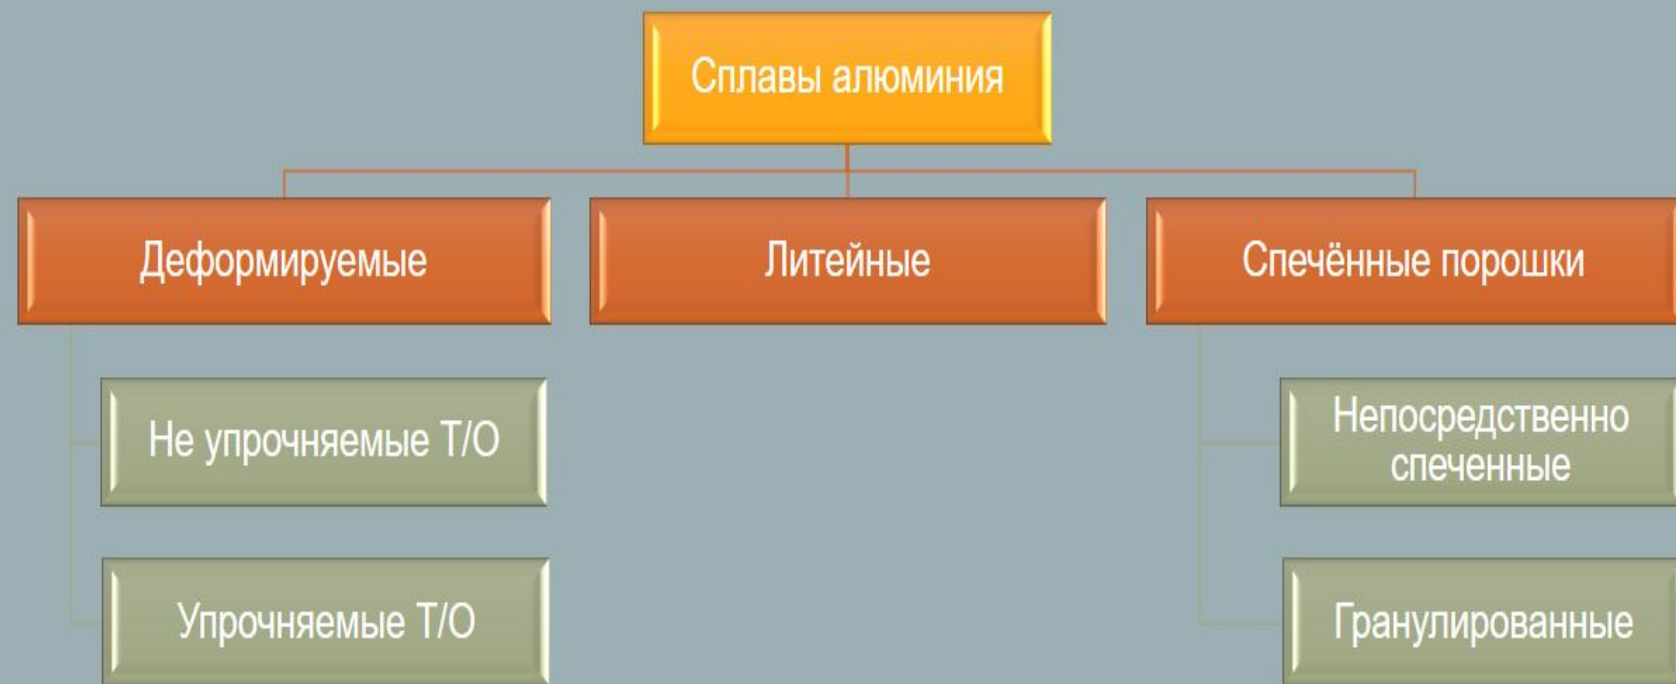 Сплавы алюминия
Деформируемые
Литейные
Спечённые порошки
Не упрочняемые Т/О
Непосредственно
спеченные
Упрочняемые Т/О
Гранулированные